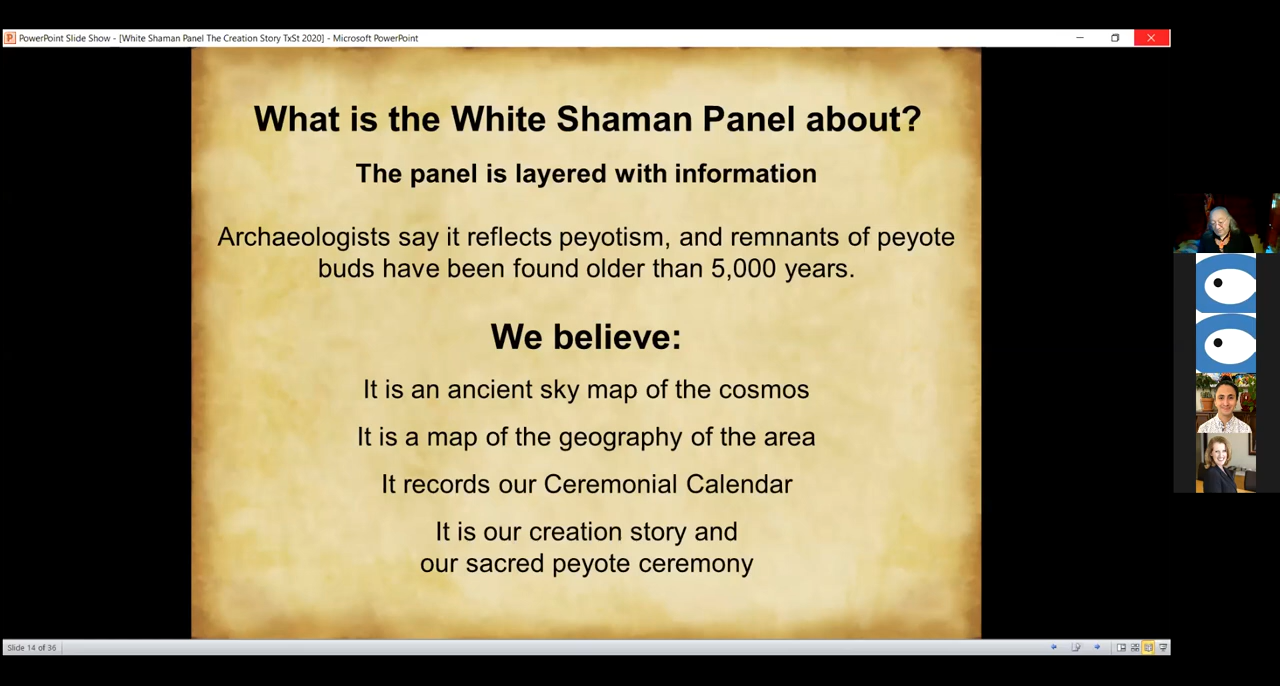 PowerPoint Slide Show - [White Shaman Panel The Creation Story TxSt 2020] - Microsoft PowerPoint
What is the White Shaman Panel about?
The panel is layered with information
Archaeologists say it reflects peyotism, and remnants of peyote
buds have been found older than 5,000 years.
We believe:
It is an ancient sky map of the cosmos
It is a map of the geography of the area
It records our Ceremonial Calendar
It is our creation story and
our sacred peyote ceremony
Slide 14 of 36